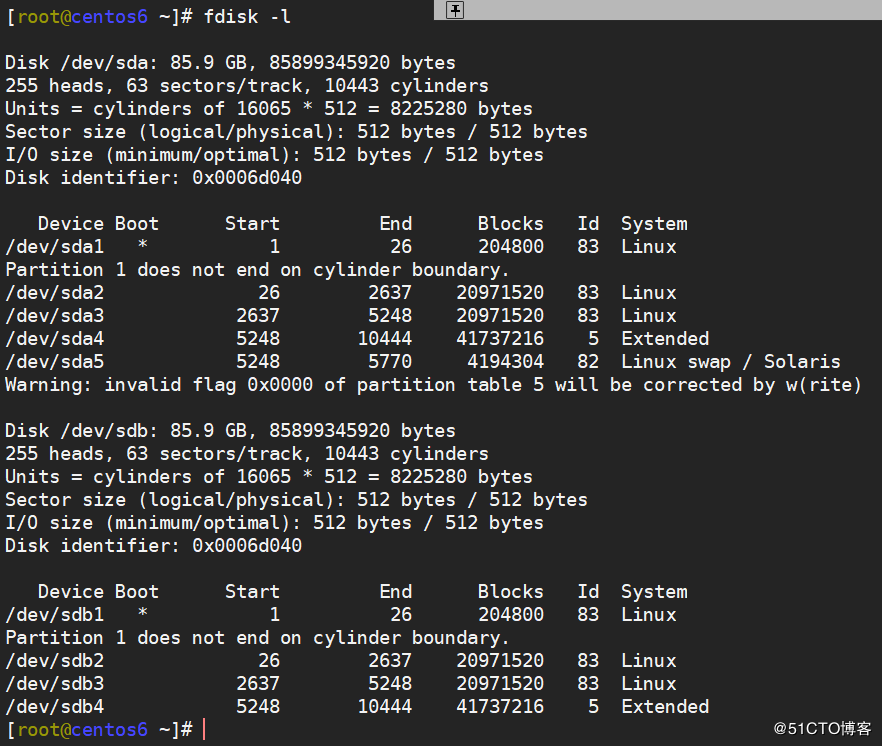 [root@centos6 ~]# fdisk -l
Disk /dev/sda: 85.9 GB, 85899345920 bytes
255 heads, 63 sectors/track, 10443 cylinders
Units = cylinders of 16065 * 512 = 8225280 bytes
Sector size (logical/physical): 512 bytes / 512 bytes
I/O size (minimum/optimal): 512 bytes / 512 bytes
Disk identifier: 0x0006d040
   Device Boot      Start         End      Blocks   Id  System
/dev/sda1   *           1          26      204800   83  Linux
Partition 1 does not end on cylinder boundary.
/dev/sda2              26        2637    20971520   83  Linux
/dev/sda3            2637        5248    20971520   83  Linux
/dev/sda4            5248       10444    41737216    5  Extended
/dev/sda5            5248        5770     4194304   82  Linux swap / Solaris
Warning: invalid flag 0x0000 of partition table 5 will be corrected by w(rite)
Disk /dev/sdb: 85.9 GB, 85899345920 bytes
255 heads, 63 sectors/track, 10443 cylinders
Units = cylinders of 16065 * 512 = 8225280 bytes
Sector size (logical/physical): 512 bytes / 512 bytes
I/O size (minimum/optimal): 512 bytes / 512 bytes
Disk identifier: 0x0006d040
   Device Boot      Start         End      Blocks   Id  System
/dev/sdb1   *           1          26      204800   83  Linux
Partition 1 does not end on cylinder boundary.
/dev/sdb2              26        2637    20971520   83  Linux
/dev/sdb3            2637        5248    20971520   83  Linux
/dev/sdb4            5248       10444    41737216    5  Extended
[root@centos6 ~]#
@51CTO博客